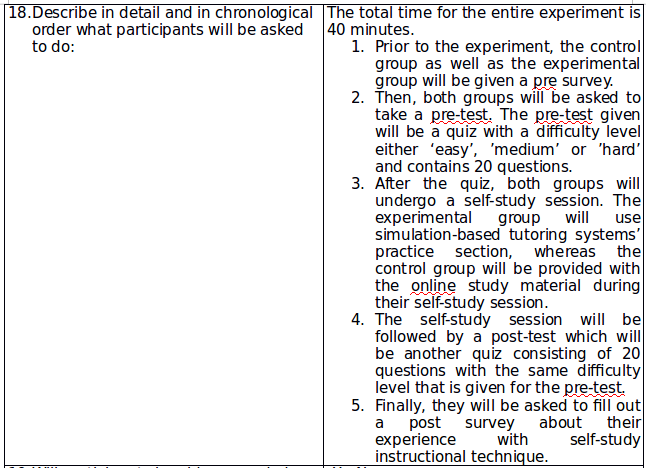 18.Describe in detail and in chronological
order what participants will be asked
to do:
The total time for the entire experiment is
40 minutes.
1. Prior to the experiment, the control
group as well as the experimental
group will be given a pre survey.
2. Then, both groups will be asked to
take a pre-test. The pre-test given
will be a quiz with a difficulty level
either ‘easy’, ’medium’ or ’hard’
and contains 20 questions.
3. After the quiz, both groups will
undergo a self-study session. The
experimental group will use
simulation-based tutoring systems’
practice section, whereas the
control group will be provided with
the online study material during
their self-study session.
4. The self-study session will be
followed by a post-test which will
be another quiz consisting of 20
questions with the same difficulty
level that is given for the pre-test.
5. Finally, they will be asked to fill out
a post survey about their
experience with self-study
instructional technique.